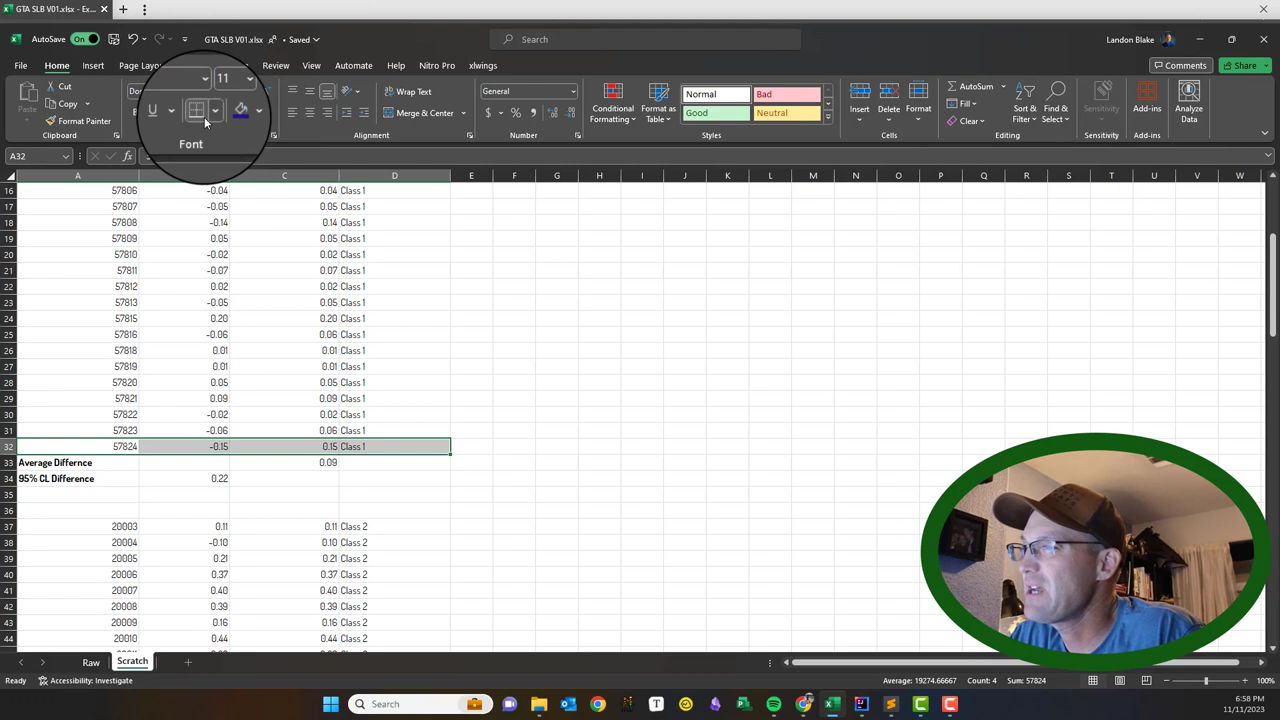 GTA SLB V01.xlsx - Ex...
AutoSave On
GTA SLB V01.xlsx
• Saved
Search
Landon Blake
File
Home
Insert
Review
View
Automate
Help
Nitro Pro
xlwings
Comments
Share
Paste
Cut
Copy
Format Painter
Clipboard
11
U
Font
Wrap Text
Merge & Center
Alignment
General
$ % 
Number
Conditional Formatting
Format as Table
Normal
Bad
Good
Neutral
Styles
Insert
Delete
Format
Cells
AutoSum
Fill
Clear
Sort & Filter
Find & Select
Editing
Sensitivity
Sensitivity
Add-ins
Add-ins
Analyze Data
A32
fx
A C D E F G H I J K L M N O P Q R S T U V W
16 57806 -0.04 0.04 Class 1
17 57807 -0.05 0.05 Class 1
18 57808 -0.14 0.14 Class 1
19 57809 0.05 0.05 Class 1
20 57810 -0.02 0.02 Class 1
21 57811 -0.07 0.07 Class 1
22 57812 0.02 0.02 Class 1
23 57813 -0.05 0.05 Class 1
24 57815 0.20 0.20 Class 1
25 57816 -0.06 0.06 Class 1
26 57818 0.01 0.01 Class 1
27 57819 0.01 0.01 Class 1
28 57820 0.05 0.05 Class 1
29 57821 0.09 0.09 Class 1
30 57822 -0.02 0.02 Class 1
31 57823 -0.06 0.06 Class 1
32 57824 -0.15 0.15 Class 1
33 Average Differnce 0.09
34 95% CL Difference 0.22
35
36
37 20003 0.11 0.11 Class 2
38 20004 -0.10 0.10 Class 2
39 20005 0.21 0.21 Class 2
40 20006 0.37 0.37 Class 2
41 20007 0.40 0.40 Class 2
42 20008 0.39 0.39 Class 2
43 20009 0.16 0.16 Class 2
44 20010 0.44 0.44 Class 2
Raw
Scratch
Ready
Accessibility: Investigate
Average: 19274.66667
Count: 4
Sum: 57824
100%
Search
6:58 PM
11/11/2023